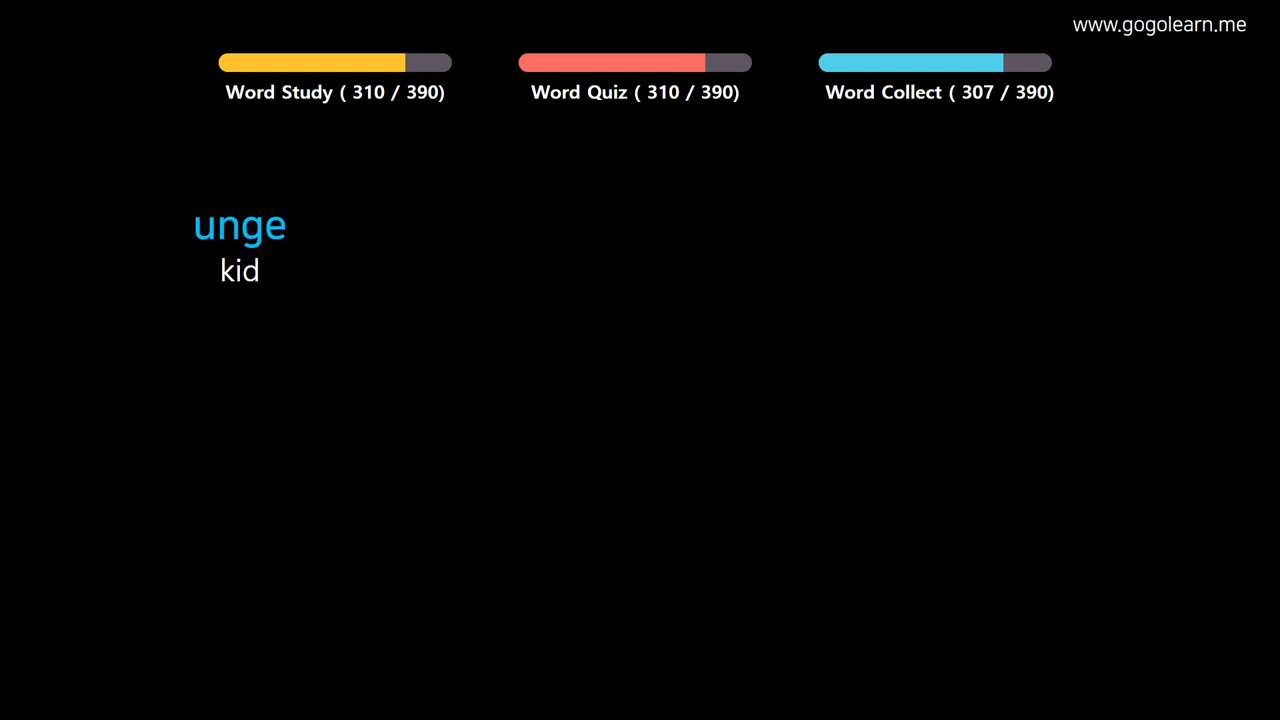 www.gogolearn.me
Word Study ( 310 / 390)
Word Quiz ( 310 / 390)
Word Collect ( 307 / 390)
unge
kid